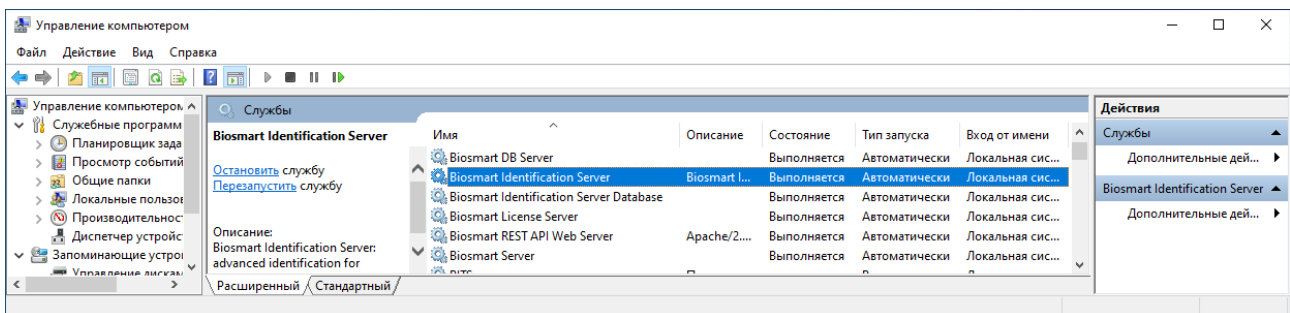 Управление компьютером
Файл Действие Вид Справка
Управление компьютером
Служебные программ
Планировщик зада
Просмотр событий
Общие папки
Локальные пользов
Производительнос
Диспетчер устройс
Запоминающие устрої
Управление дискам
Службы
Biosmart Identification Server
Остановить службу
Перезапустить службу
Описание:
Biosmart Identification Server:
advanced identification for
Имя Описание Состояние Тип запуска Вход от имени
Biosmart DB Server Выполняется Автоматически Локальная сис...
Biosmart Identification Server Biosmart I... Выполняется Автоматически Локальная сис...
Biosmart Identification Server Database Выполняется Автоматически Локальная сис...
Biosmart License Server Выполняется Автоматически Локальная сис...
Biosmart REST API Web Server Apache/2.... Выполняется Автоматически Локальная сис...
Biosmart Server Выполняется Автоматически Локальная сис...
Расширенный Стандартный
Действия
Службы
Дополнительные дей...
Biosmart Identification Server
Дополнительные дей...